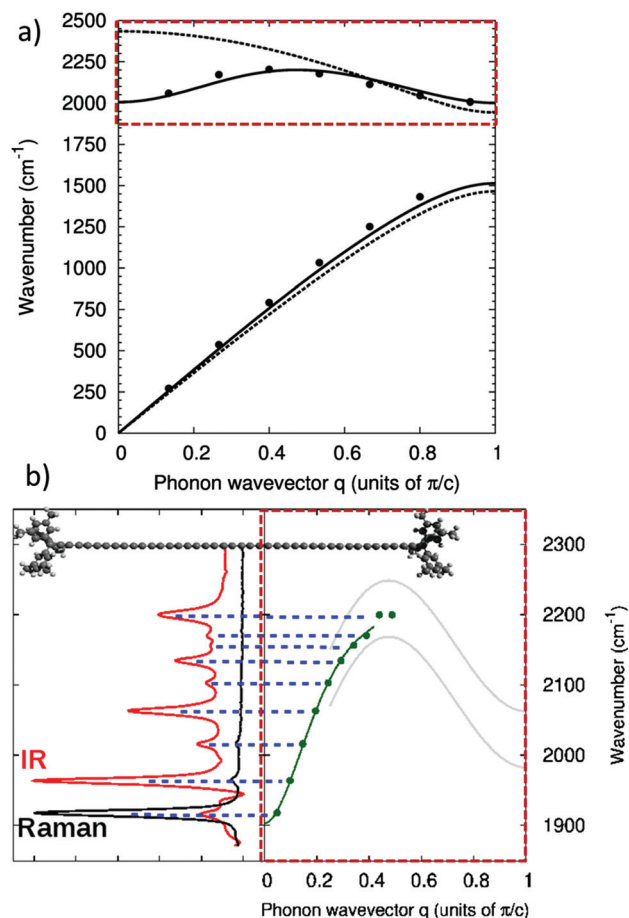 a)
2500
2250
2000
1500
1250
1000
750
500
250
0
Wavenumber (cm⁻¹)
0 0.2 0.4 0.6 0.8 1
Phonon wavevector q (units of π/c)
b)
2300
2200
2100
2000
1900
Wavenumber (cm⁻¹)
IR
Raman
0 0.2 0.4 0.6 0.8 1
Phonon wavevector q (units of π/c)